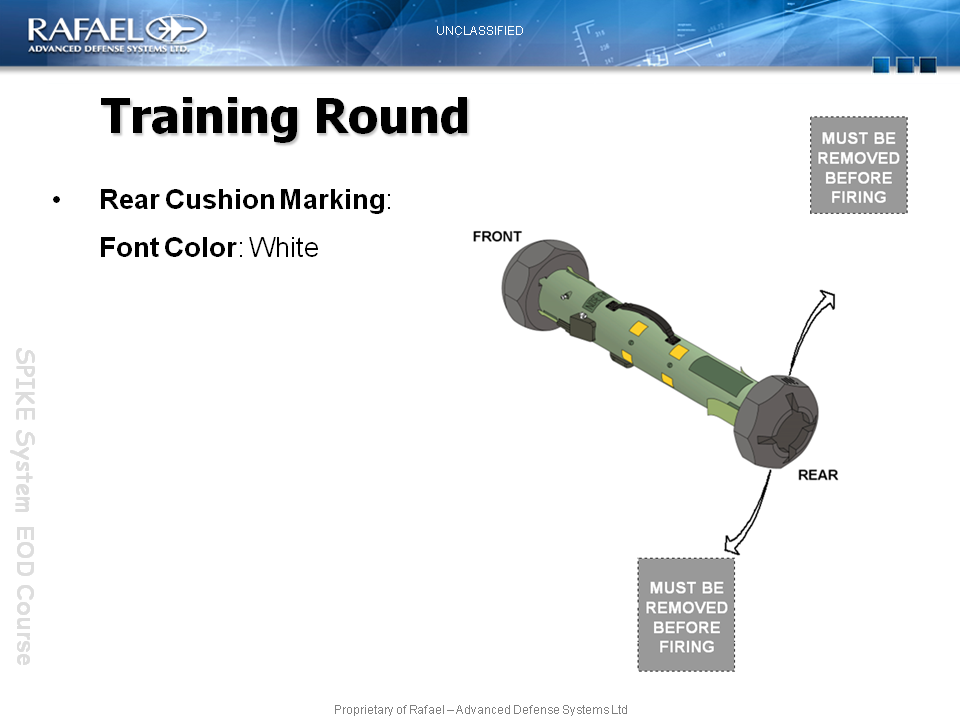 RAFAEL
ADVANCED DEFENSE SYSTEMS LTD.
UNCLASSIFIED
Training Round
• Rear Cushion Marking:
Font Color: White
MUST BE
REMOVED
BEFORE
FIRING
FRONT
REAR
MUST BE
REMOVED
BEFORE
FIRING
SPIKE System EOD Course
Proprietary of Rafael – Advanced Defense Systems Ltd